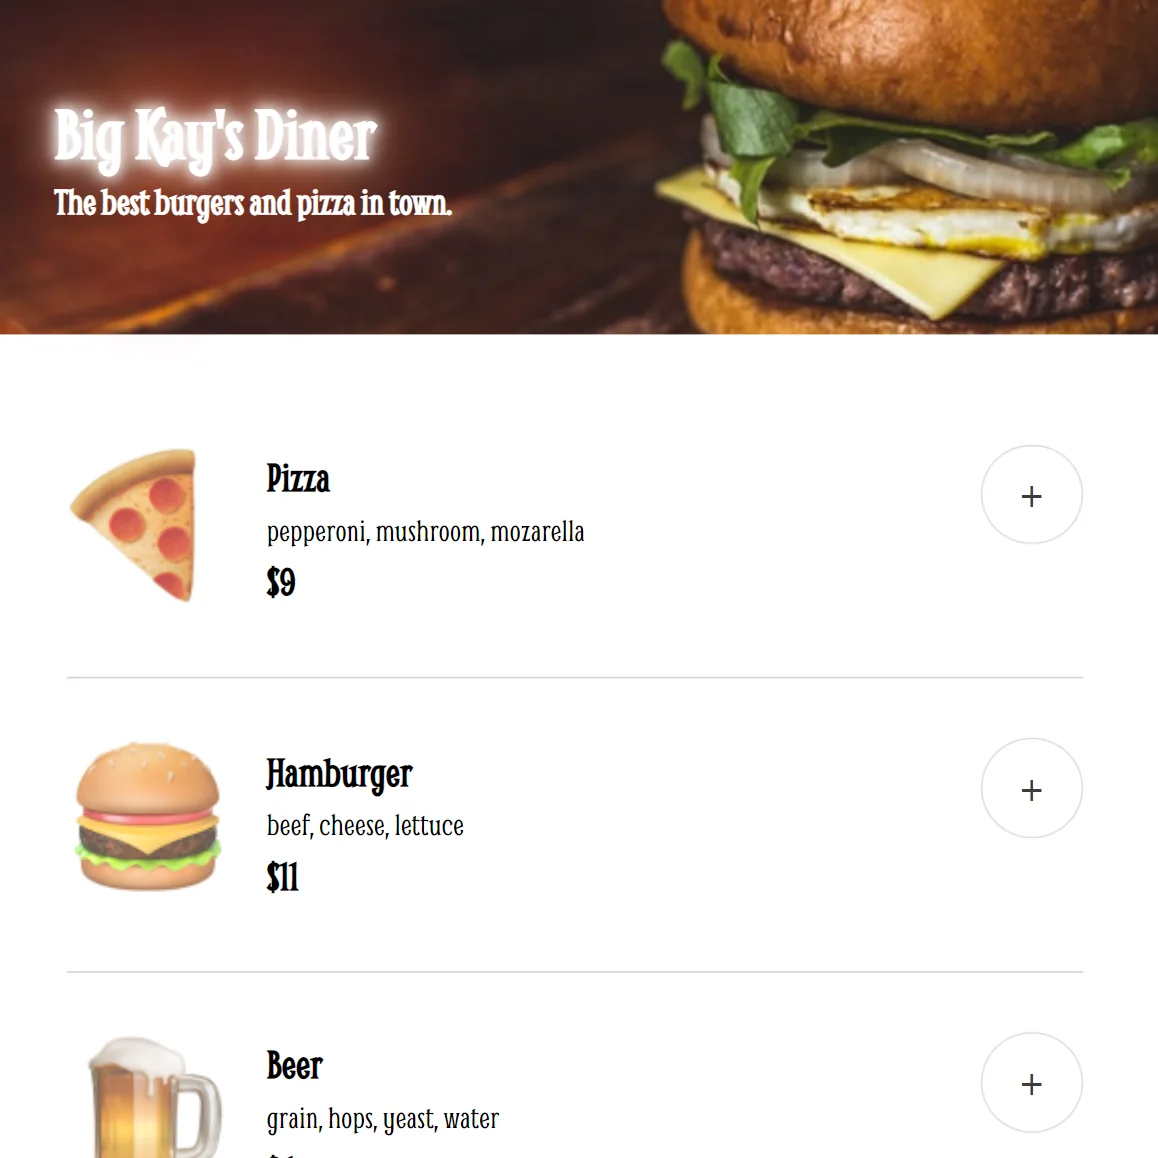 Big Kay's Diner
The best burgers and pizza in town.
Pizza
+
pepperoni, mushroom, mozarella
$9
Hamburger
+
beef, cheese, lettuce
$11
Beer
+
grain, hops, yeast, water